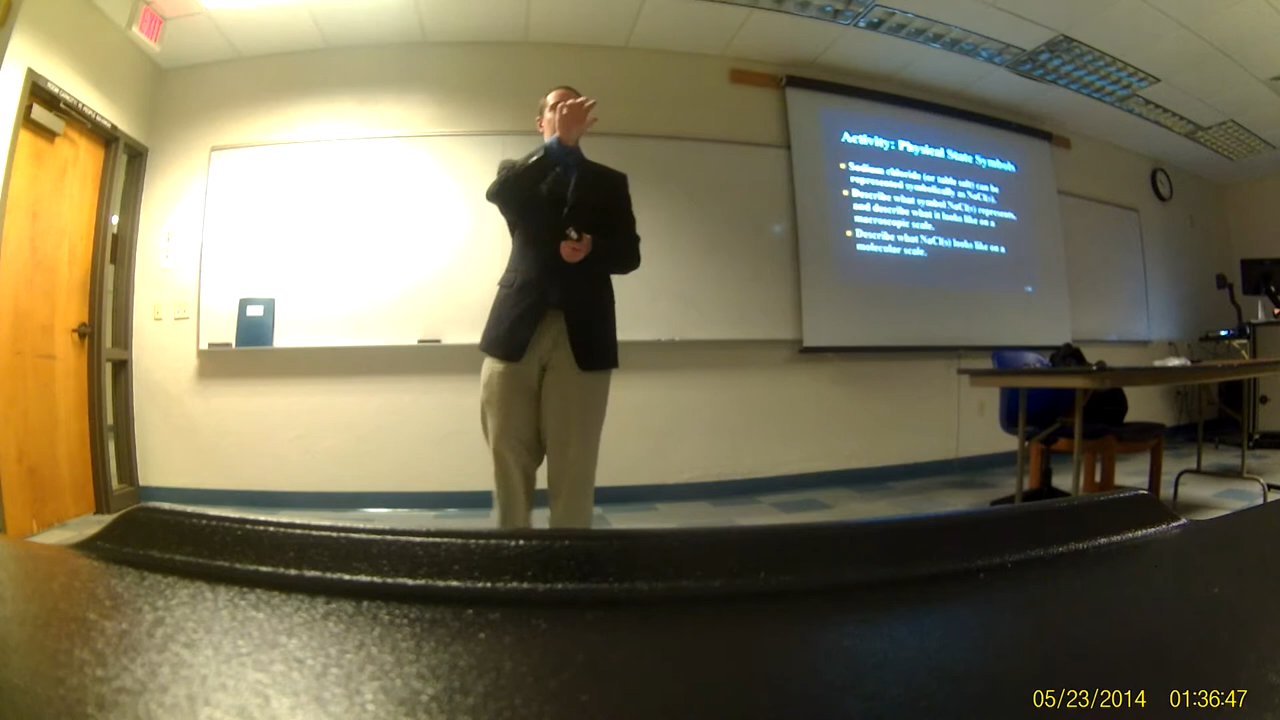 EXIT
Activity: Physical State Symbols
Sodium chloride (or table salt) can be
represented symbolically as NaCl(s).
Describe what symbol NaCl(s) represents,
and describe what it looks like on a
macroscopic scale.
Describe what NaCl(s) looks like on a
molecular scale.
05/23/2014 01:36:47